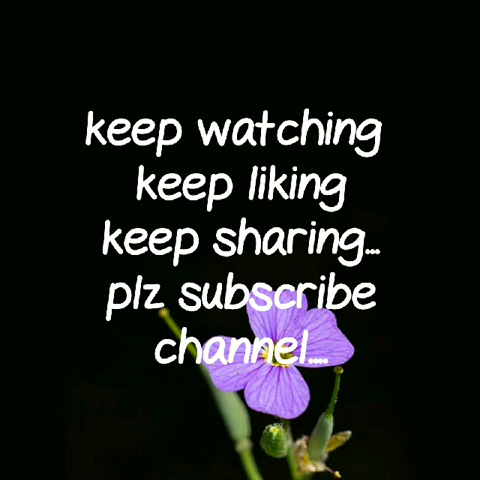 keep watching
keep liking
keep sharing...
plz subscribe
channel....